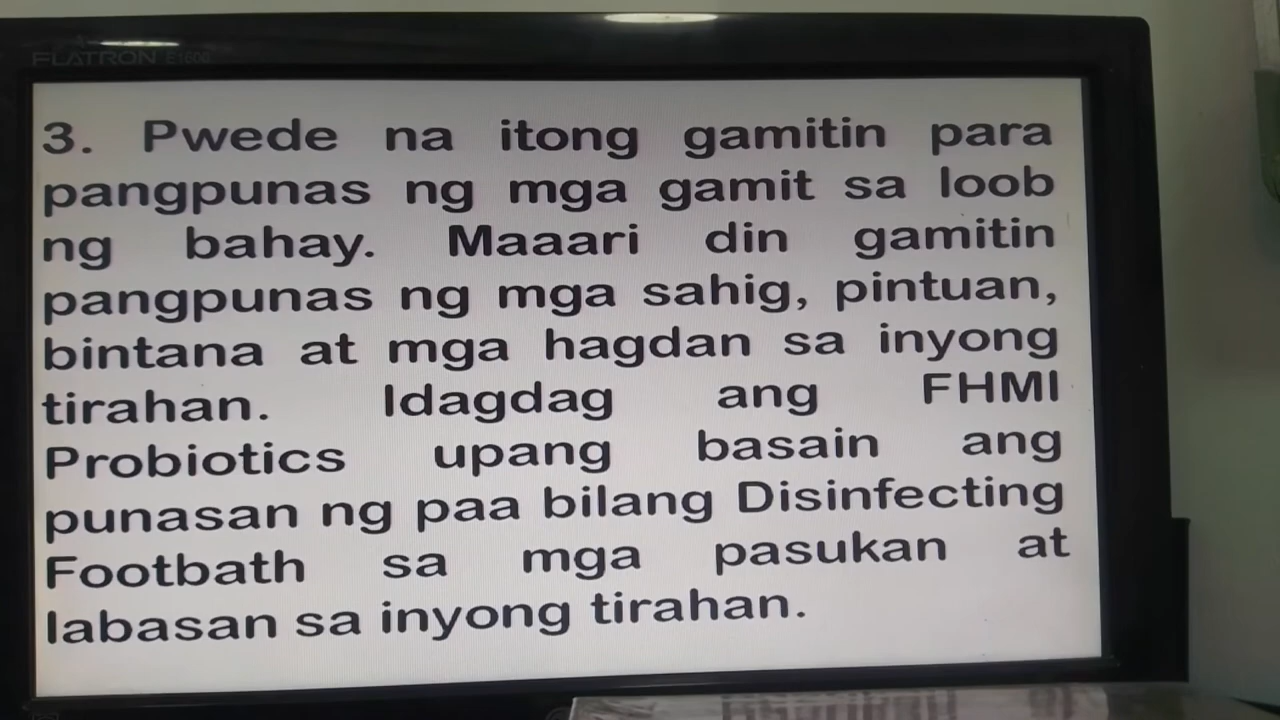 FLATRON E160G
3. Pwede na itong gamitin para
pangpunas ng mga gamit sa loob
ng bahay. Maaari din gamitin
pangpunas ng mga sahig, pintuan,
bintana at mga hagdan sa inyong
tirahan. Idagdag ang FHMI
Probiotics upang basain ang
punasan ng paa bilang Disinfecting
Footbath sa mga pasukan at
labasan sa inyong tirahan.